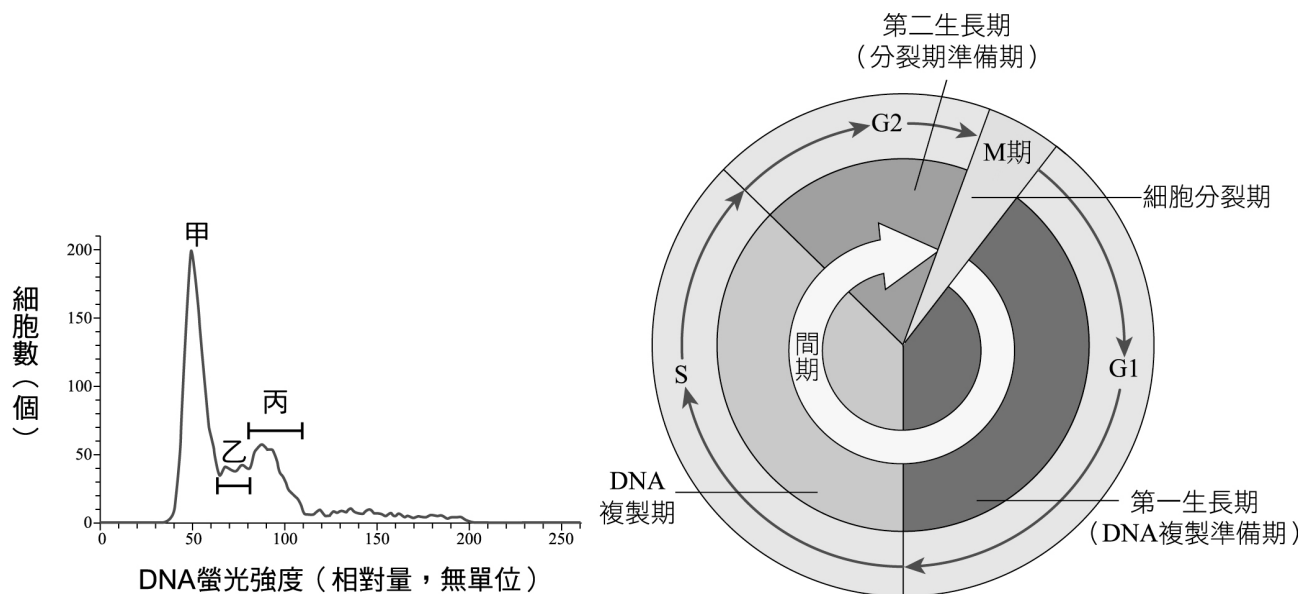 甲
乙
丙
200
150
100
50
0
0 50 100 150 200 250
細胞數（個）
DNA螢光強度（相對量，無單位）
第二生長期
（分裂期準備期）
G2
M期
細胞分裂期
間期
S
G1
DNA
複製期
第一生長期
（DNA複製準備期）